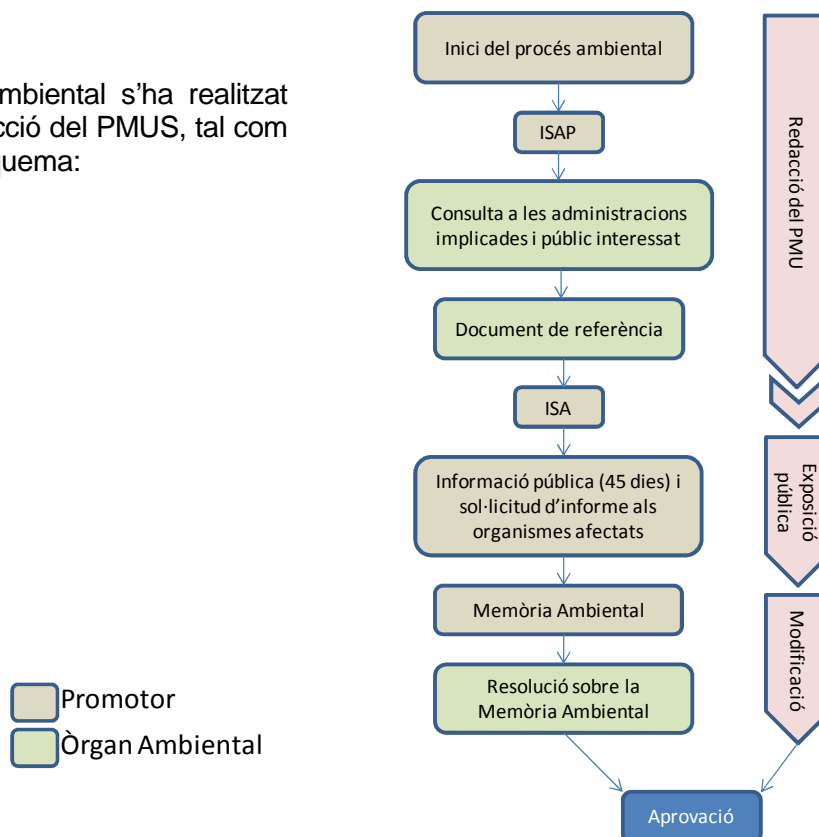 mbiental s'ha realitzat
cció del PMUS, tal com
quema:
Inici del procés ambiental
ISAP
Consulta a les administracions
implicades i públic interessat
Document de referència
ISA
Informació pública (45 dies) i
sol·licitud d'informe als
organismes afectats
Memòria Ambiental
Resolució sobre la
Memòria Ambiental
Aprovació
Redacció del PMU
Exposició
pública
Modificació
Promotor
Òrgan Ambiental